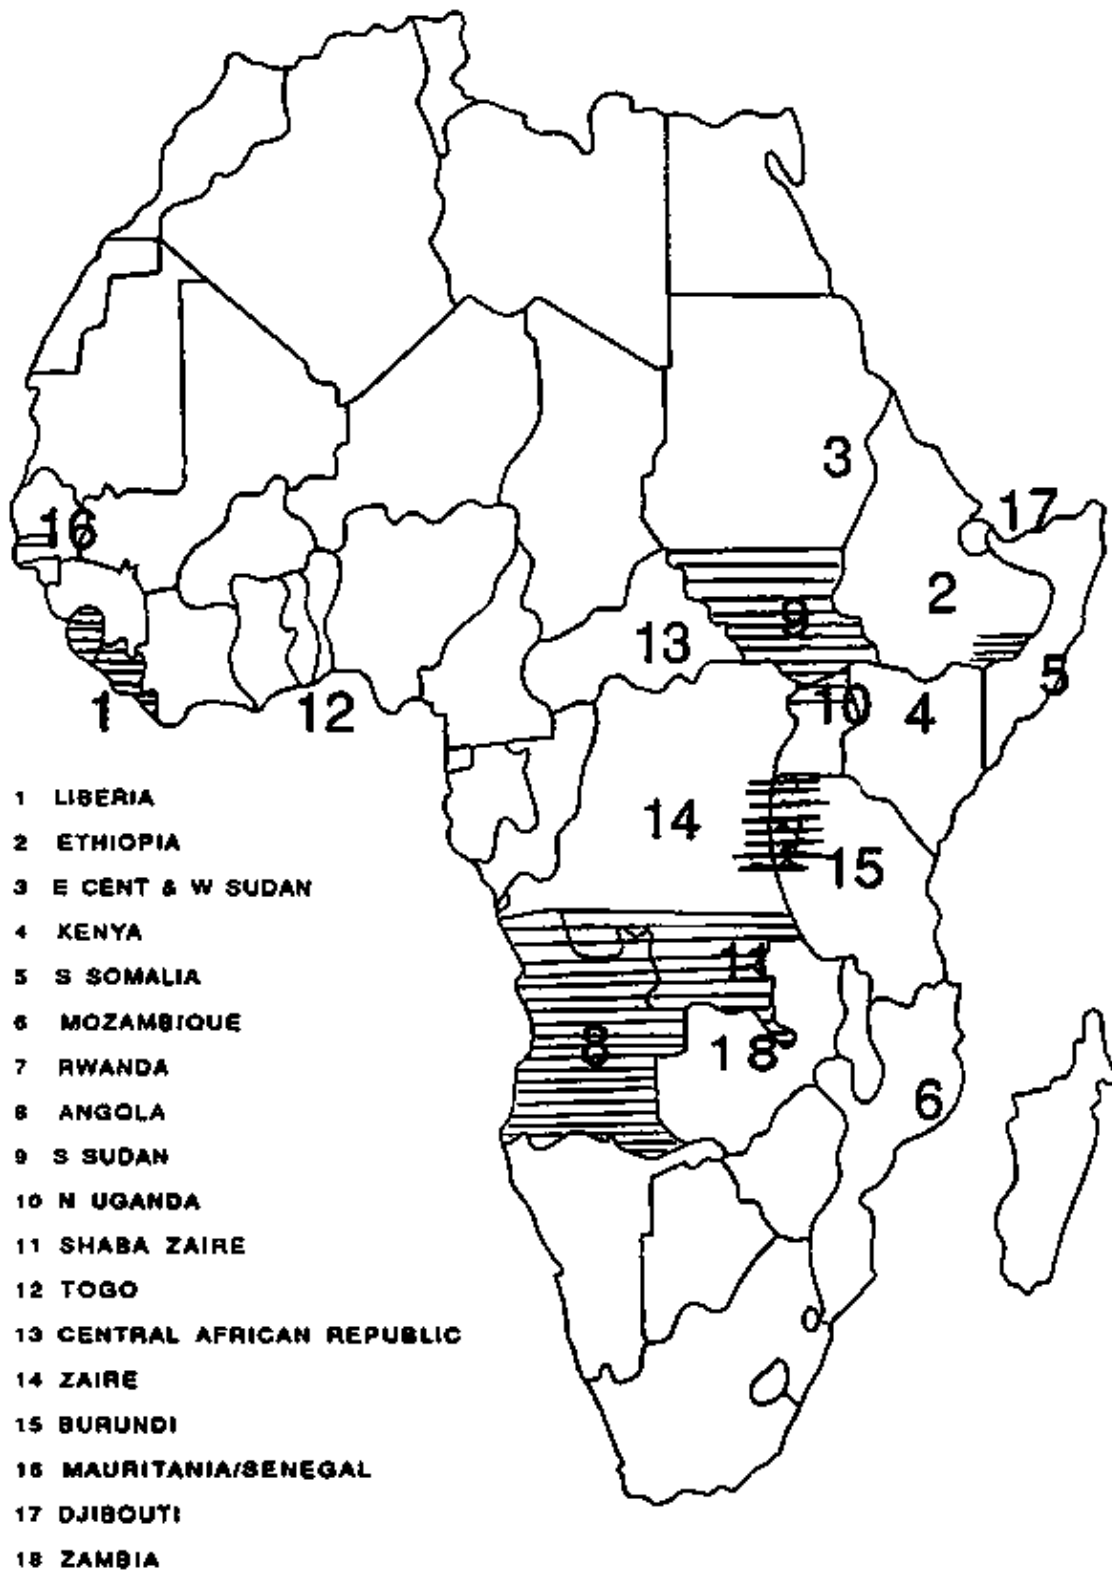 3
17
16
2
9
13
5
1
12
10
4
14
15
11
8
18
6
1 LIBERIA
2 ETHIOPIA
3 E CENT & W SUDAN
4 KENYA
5 S SOMALIA
6 MOZAMBIQUE
7 RWANDA
8 ANGOLA
9 S SUDAN
10 N UGANDA
11 SHABA ZAIRE
12 TOGO
13 CENTRAL AFRICAN REPUBLIC
14 ZAIRE
15 BURUNDI
16 MAURITANIA/SENEGAL
17 DJIBOUTI
18 ZAMBIA